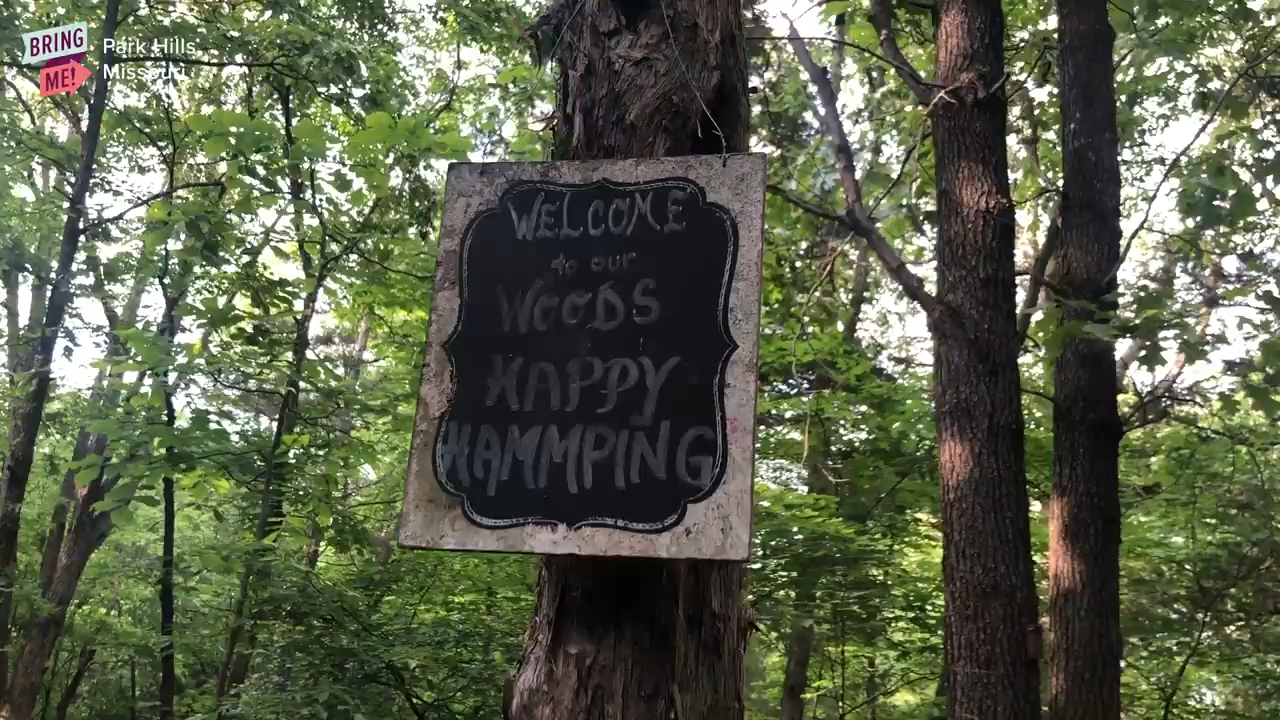 BRING
ME!
Park Hills
Missouri
WELCOME
to our
WOODS
HAPPY
HAMMPING